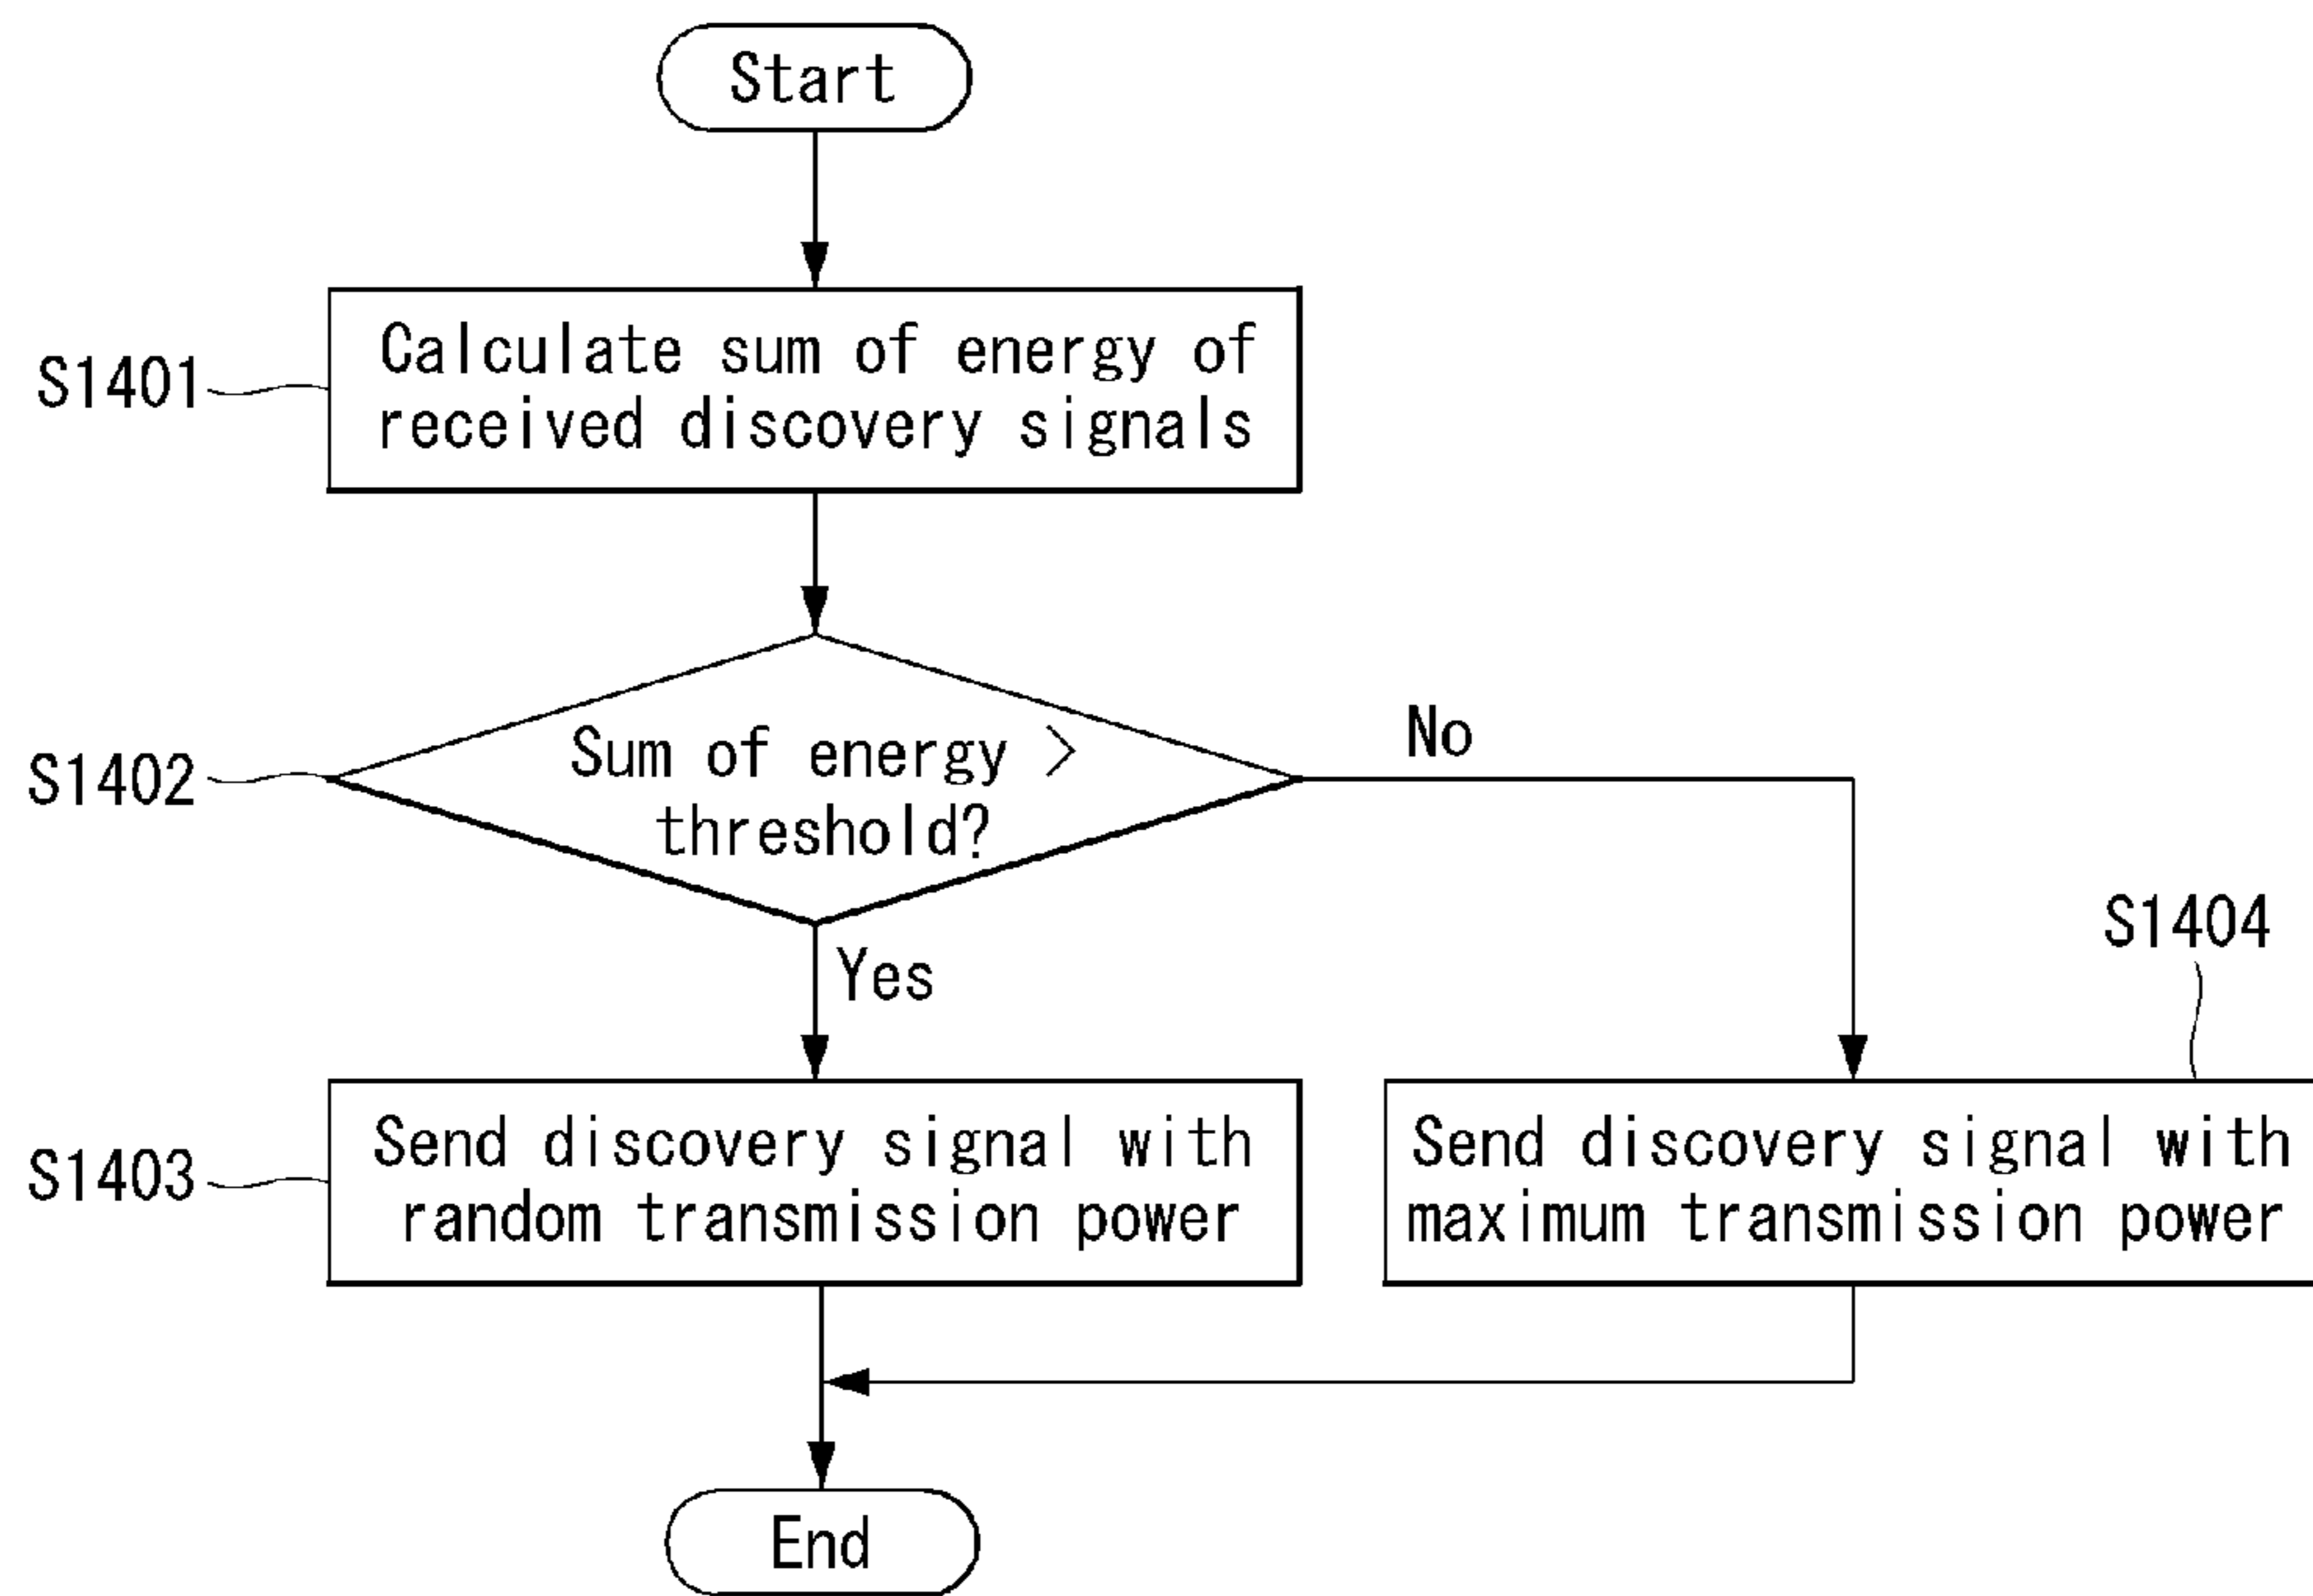 Start
S1401
Calculate sum of energy of
received discovery signals
S1402
Sum of energy >
threshold?
No
Yes
S1403
Send discovery signal with
random transmission power
S1404
Send discovery signal with
maximum transmission power
End